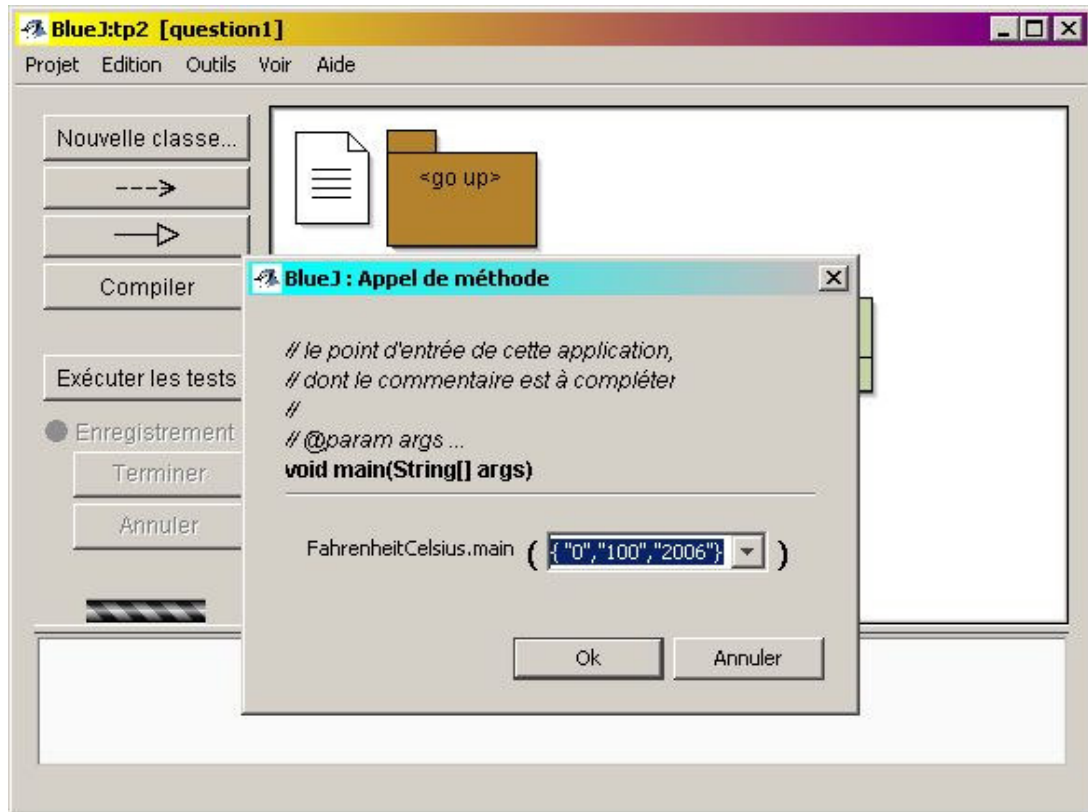 BlueJ:tp2 [question1]
Projet Edition Outils Voir Aide
Nouvelle classe...
<go up>
Compiler
Exécuter les tests
Enregistrement
Terminer
Annuler
BlueJ : Appel de méthode
// le point d'entrée de cette application,
// dont le commentaire est à compléter
//
// @param args ...
void main(String[] args)
FahrenheitCelsius.main ( { "0","100","2006"} )
Ok
Annuler